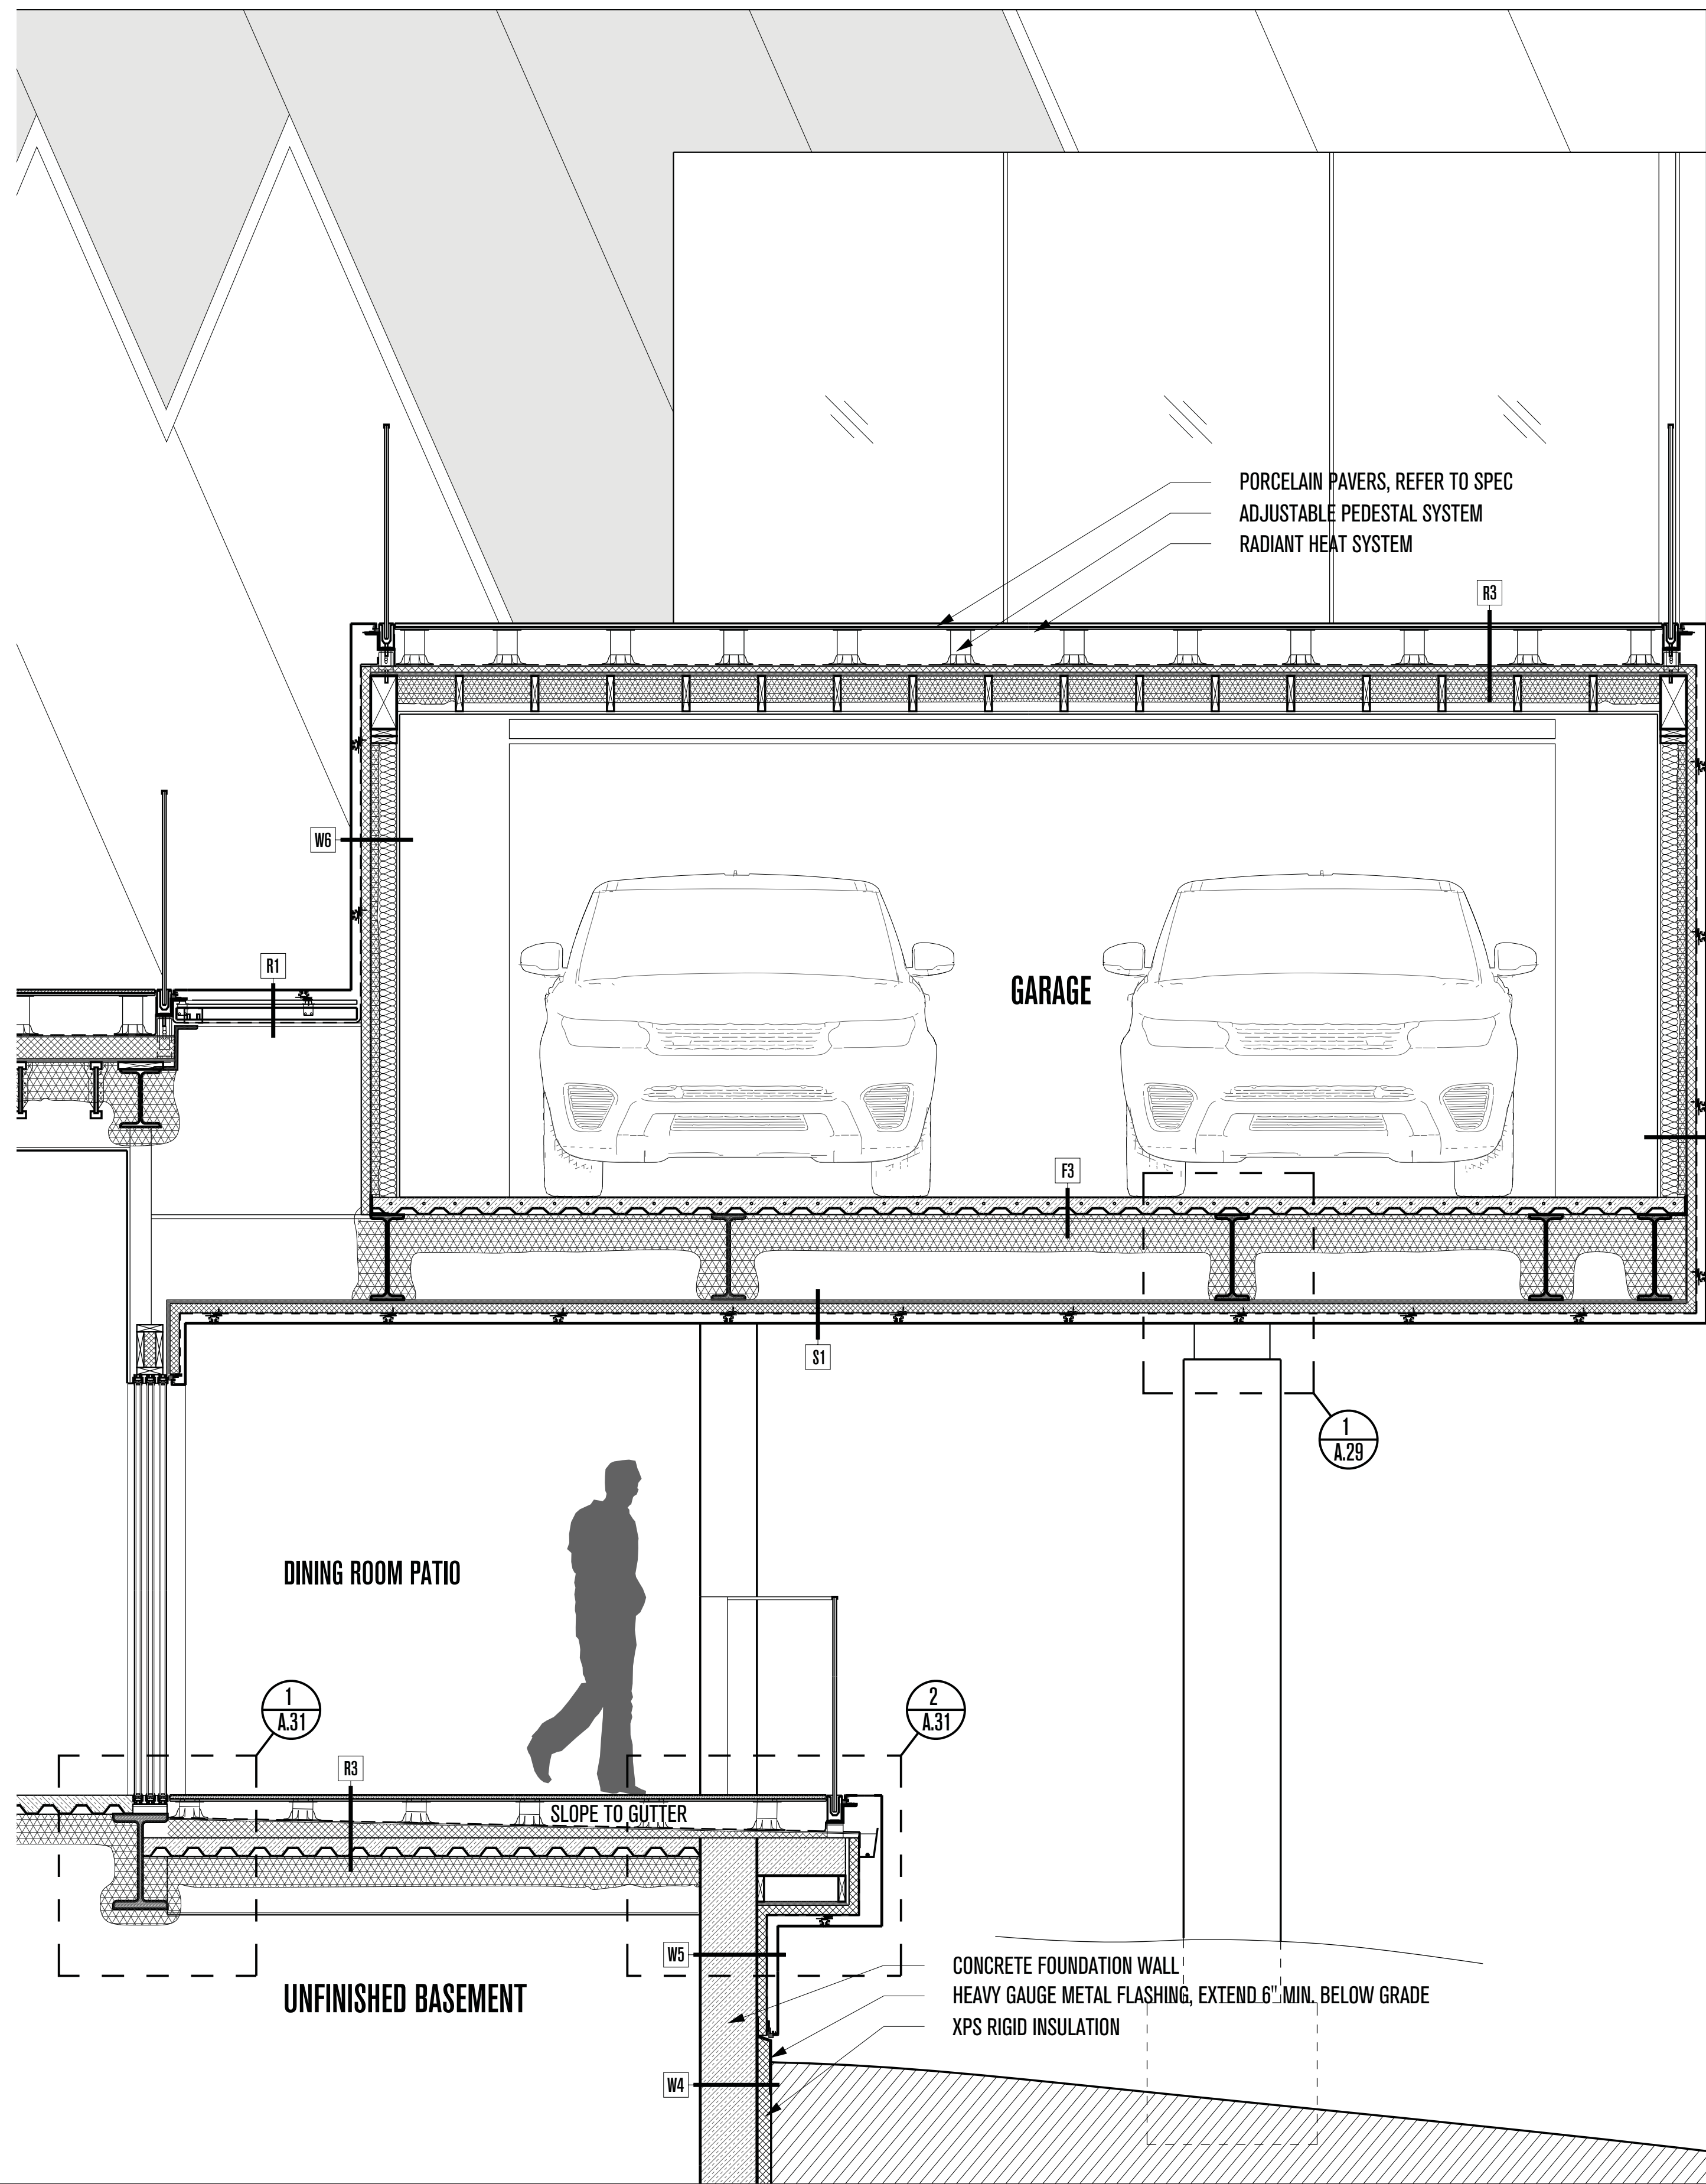 PORCELAIN PAVERS, REFER TO SPEC
ADJUSTABLE PEDESTAL SYSTEM
RADIANT HEAT SYSTEM
R3
W6
R1
GARAGE
F3
S1
1
A.29
DINING ROOM PATIO
1
A.31
2
A.31
R3
SLOPE TO GUTTER
W5
CONCRETE FOUNDATION WALL
HEAVY GAUGE METAL FLASHING, EXTEND 6" MIN. BELOW GRADE
XPS RIGID INSULATION
UNFINISHED BASEMENT
W4